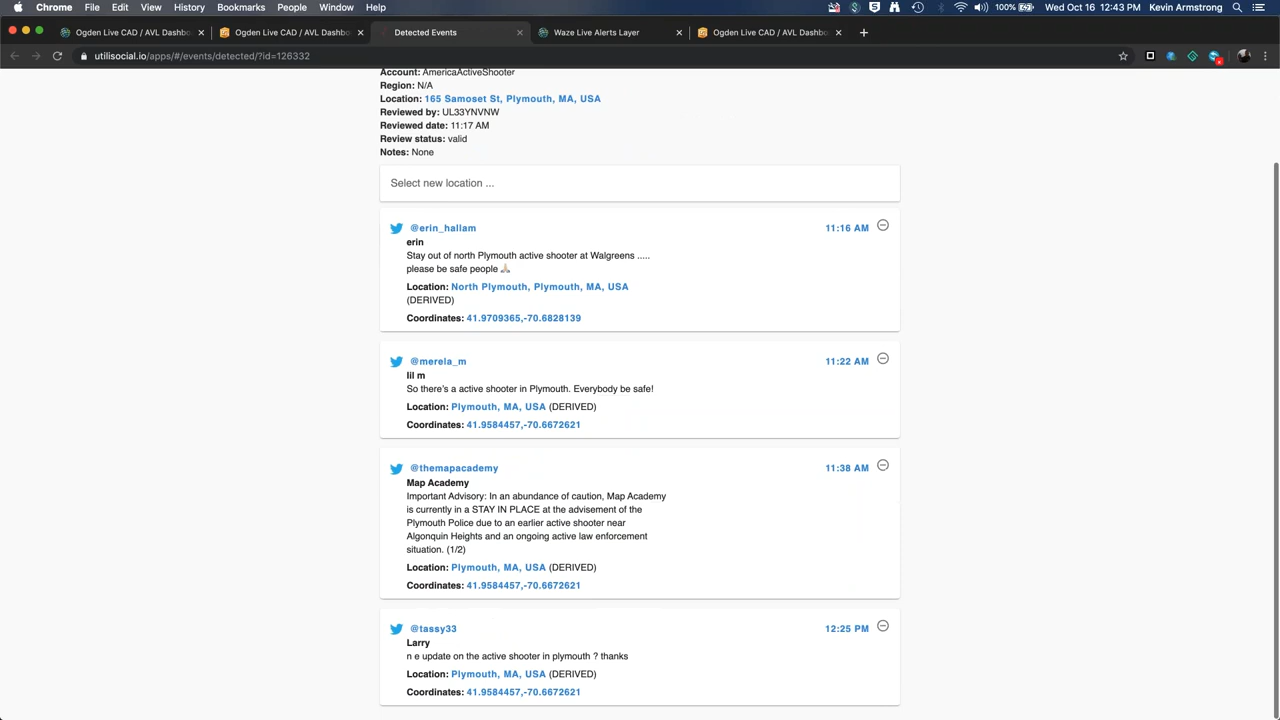 Chrome File Edit View History Bookmarks People Window Help 100% Wed Oct 16 12:43:13 Kevin Armstrong
Ogden Live CAD / AVL Dashbo Ogden Live CAD / AVL Dashbo Detected Events Waze Live Alerts Layer Ogden Live CAD / AVL Dashb
utilisocial.io/apps/#/events/detected/?id=126332
Account: AmericaActiveShooter
Region: N/A
Location: 165 Samoset St, Plymouth, MA, USA
Reviewed by: UL33YNVNW
Reviewed date: 11:17 AM
Review status: valid
Notes: None
Select new location ...
@erin_hallam 11:16 AM
erin
Stay out of north Plymouth active shooter at Walgreens .....
please be safe people 🙏🏻
Location: North Plymouth, Plymouth, MA, USA
(DERIVED)
Coordinates: 41.9709365,-70.6828139
@merela_m 11:22 AM
lil m
So there's a active shooter in Plymouth. Everybody be safe!
Location: Plymouth, MA, USA (DERIVED)
Coordinates: 41.9584457,-70.6672621
@themapacademy 11:38 AM
Map Academy
Important Advisory: In an abundance of caution, Map Academy
is currently in a STAY IN PLACE at the advisement of the
Plymouth Police due to an earlier active shooter near
Algonquin Heights and an ongoing active law enforcement
situation. (1/2)
Location: Plymouth, MA, USA (DERIVED)
Coordinates: 41.9584457,-70.6672621
@tassy33 12:25 PM
Larry
n e update on the active shooter in plymouth ? thanks
Location: Plymouth, MA, USA (DERIVED)
Coordinates: 41.9584457,-70.6672621